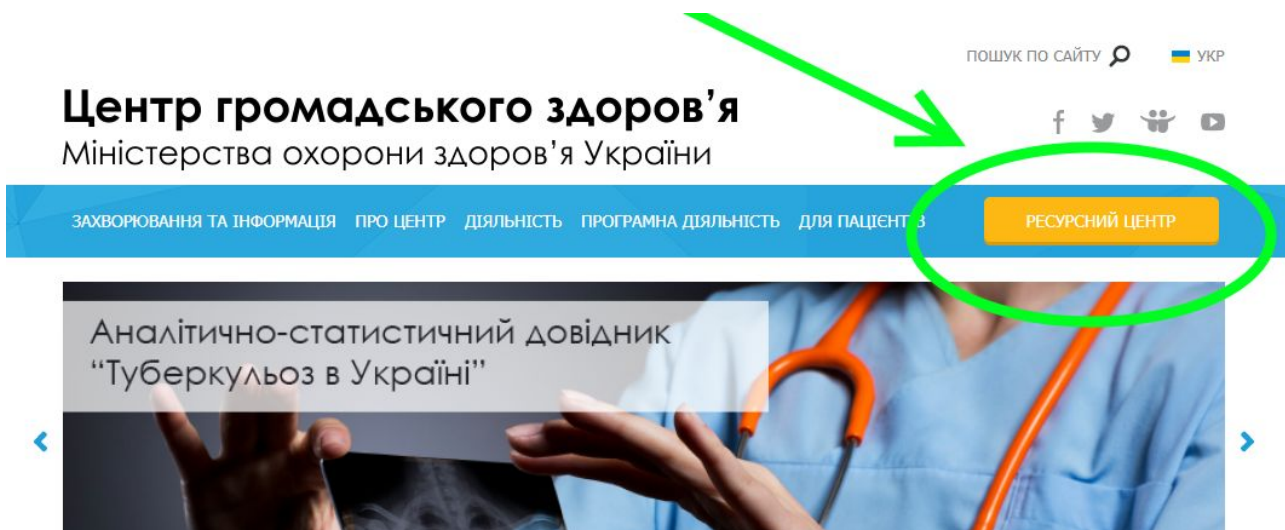 ПОШУК ПО САЙТУ УКР
Центр громадського здоров’я
Міністерства охорони здоров’я України
ЗАХВОРЮВАННЯ ТА ІНФОРМАЦІЯ ПРО ЦЕНТР ДІЯЛЬНІСТЬ ПРОГРАМНА ДІЯЛЬНІСТЬ ДЛЯ ПАЦІЄНТІВ РЕСУРСНИЙ ЦЕНТР
Аналітично-статистичний довідник
“Туберкульоз в Україні”